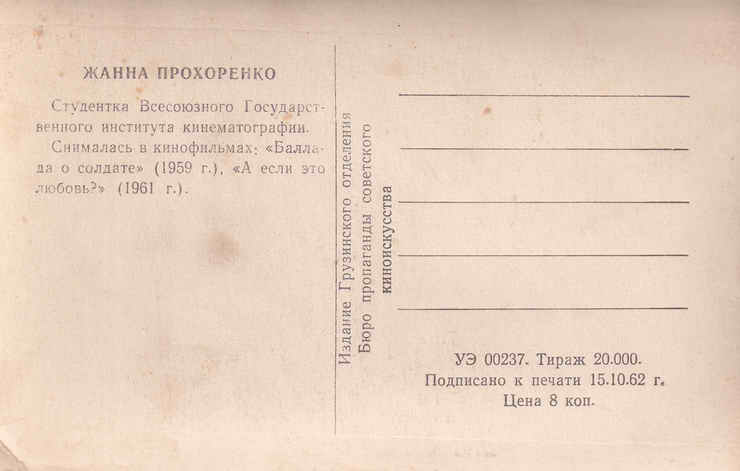 ЖАННА ПРОХОРЕНКО
Студентка Всесоюзного Государст-
венного института кинематографии.
Снималась в кинофильмах: «Балла-
да о солдате» (1959 г.), «А если это
любовь?» (1961 г.).
Издание Грузинского отделения
Бюро пропаганды советского
киноискусства
УЭ 00237. Тираж 20.000.
Подписано к печати 15.10.62 г.
Цена 8 коп.